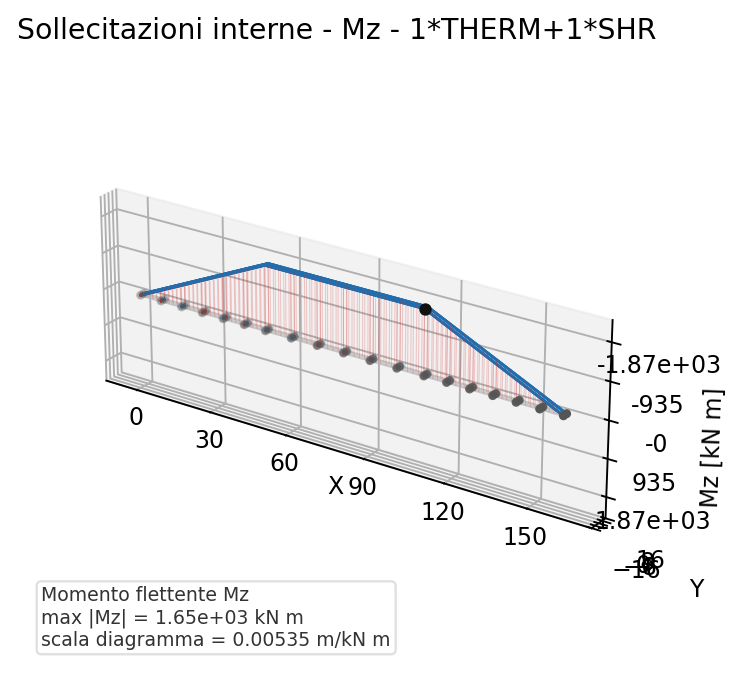 Sollecitazioni interne - Mz - 1*THERM+1*SHR
-1.87e+03
-935
-0
935
1.87e+03
Mz [kN m]
0
30
60
X
90
120
150
16
−16
Y
Momento flettente Mz
max |Mz| = 1.65e+03 kN m
scala diagramma = 0.00535 m/kN m